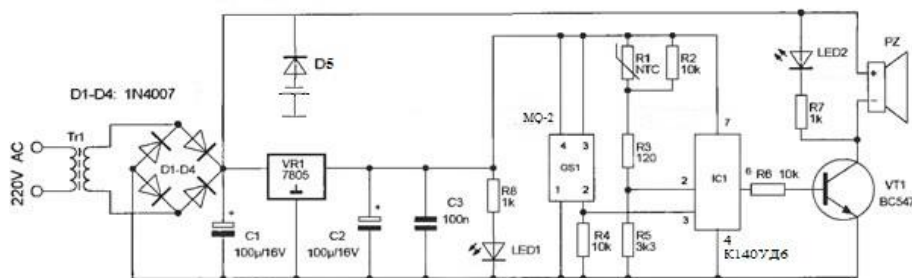 D1-D4: 1N4007
220V AC
Tr1
D1-D4
+
C1
100µ/16V
D5
VR1
7805
+
C2
100µ/16V
C3
100n
R8
1k
LED1
MQ-2
4 3
GS1
1 2
R4
10k
R1
NTC
R2
10k
R3
120
R5
3k3
7
2
IC1
3
6
4
К140УД6
R6 10k
LED2
R7
1k
PZ
+
−
VT1
BC547